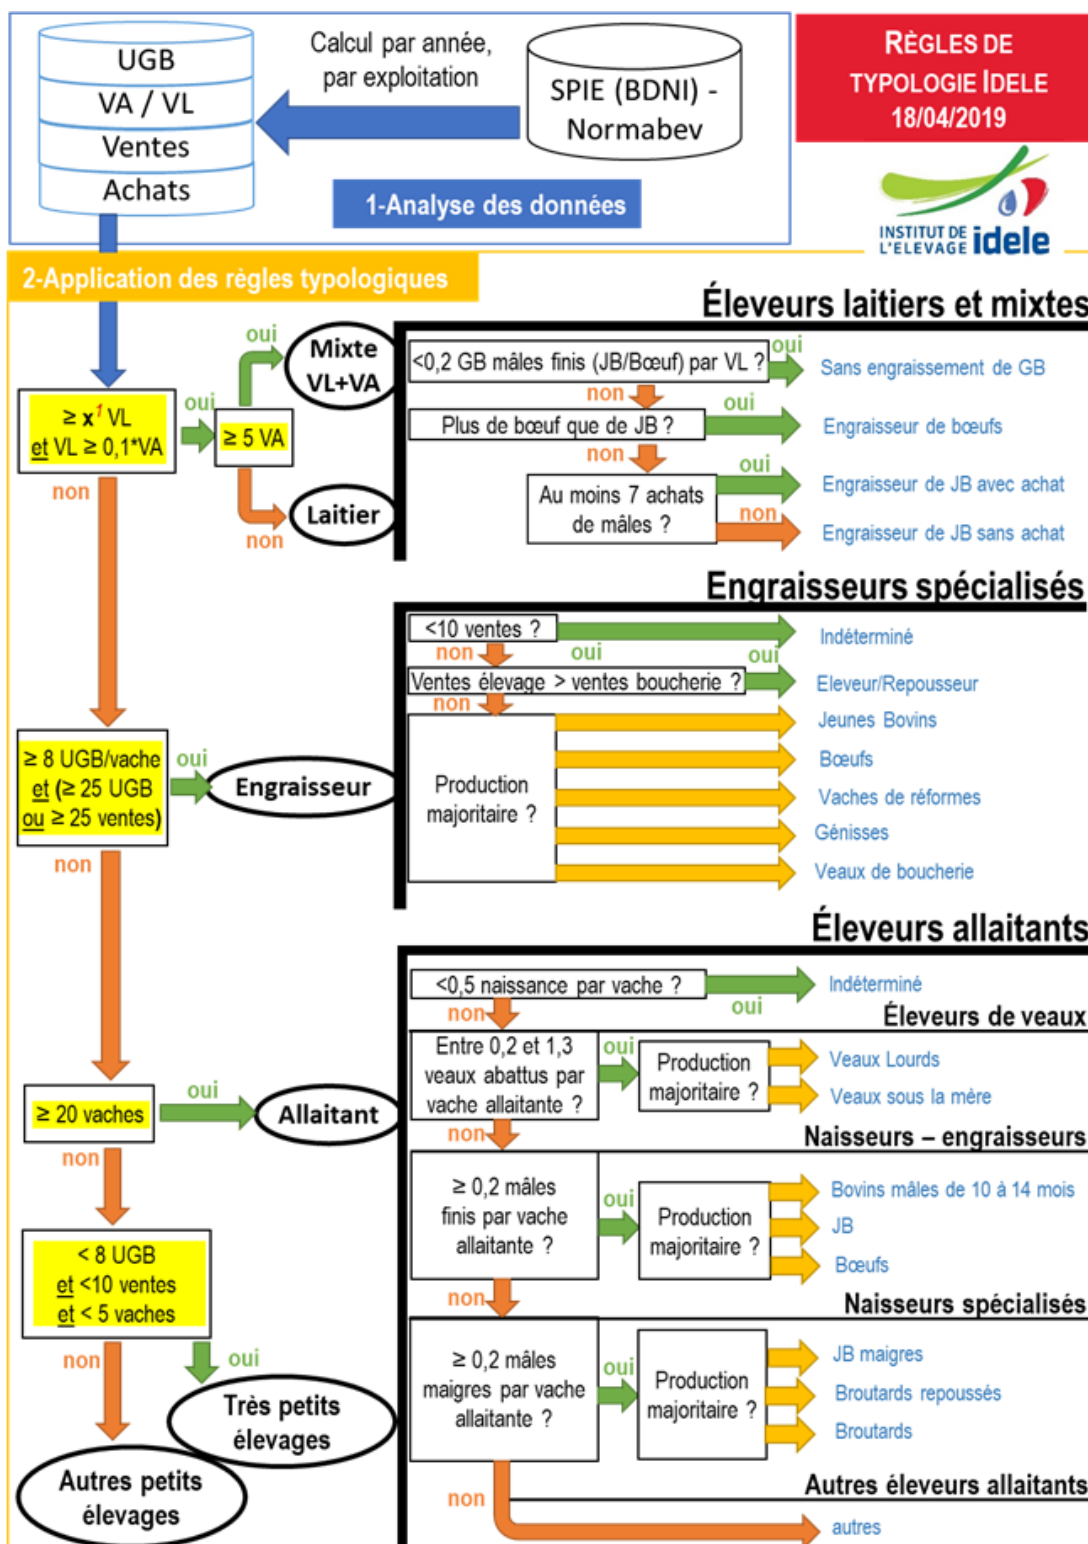 UGB
VA / VL
Ventes
Achats
Calcul par année,
par exploitation
SPIE (BDNI) -
Normabev
1-Analyse des données
RÈGLES DE
TYPOLOGIE IDELE
18/04/2019
INSTITUT DE
L'ELEVAGE idele
2-Application des règles typologiques
≥ x¹ VL
et VL ≥ 0,1*VA
oui
non
≥ 5 VA
oui
non
Mixte
VL+VA
Laitier
Éleveurs laitiers et mixtes
<0,2 GB mâles finis (JB/Bœuf) par VL ?
oui
Sans engraissement de GB
non
Plus de bœuf que de JB ?
oui
Engraisseur de bœufs
non
Au moins 7 achats
de mâles ?
oui
Engraisseur de JB avec achat
non
Engraisseur de JB sans achat
≥ 8 UGB/vache
et (≥ 25 UGB
ou ≥ 25 ventes)
oui
non
Engraisseur
Engraisseurs spécialisés
<10 ventes ?
Indéterminé
non
oui
oui
Ventes élevage > ventes boucherie ?
Eleveur/Repousseur
non
Production
majoritaire ?
Jeunes Bovins
Bœufs
Vaches de réformes
Génisses
Veaux de boucherie
≥ 20 vaches
oui
non
Allaitant
Éleveurs allaitants
<0,5 naissance par vache ?
oui
Indéterminé
non
Éleveurs de veaux
Entre 0,2 et 1,3
veaux abattus par
vache allaitante ?
oui
Production
majoritaire ?
Veaux Lourds
Veaux sous la mère
non
Naisseurs – engraisseurs
≥ 0,2 mâles
finis par vache
allaitante ?
oui
Production
majoritaire ?
Bovins mâles de 10 à 14 mois
JB
Bœufs
non
Naisseurs spécialisés
≥ 0,2 mâles
maigres par vache
allaitante ?
oui
Production
majoritaire ?
JB maigres
Broutards repoussés
Broutards
non
Autres éleveurs allaitants
autres
< 8 UGB
et <10 ventes
et < 5 vaches
non
oui
Très petits
élevages
Autres petits
élevages